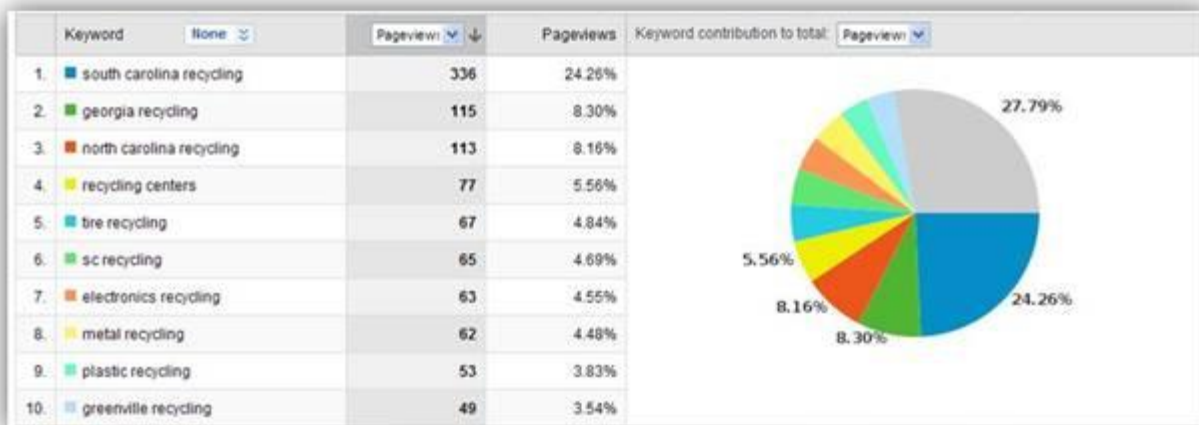 Keyword None Pageviews Pageviews Keyword contribution to total: Pageviews
1. south carolina recycling 336 24.26%
2. georgia recycling 115 8.30%
3. north carolina recycling 113 8.16%
4. recycling centers 77 5.56%
5. tire recycling 67 4.84%
6. sc recycling 65 4.69%
7. electronics recycling 63 4.55%
8. metal recycling 62 4.48%
9. plastic recycling 53 3.83%
10. greenville recycling 49 3.54%
27.79%
5.56%
24.26%
8.16%
8.30%